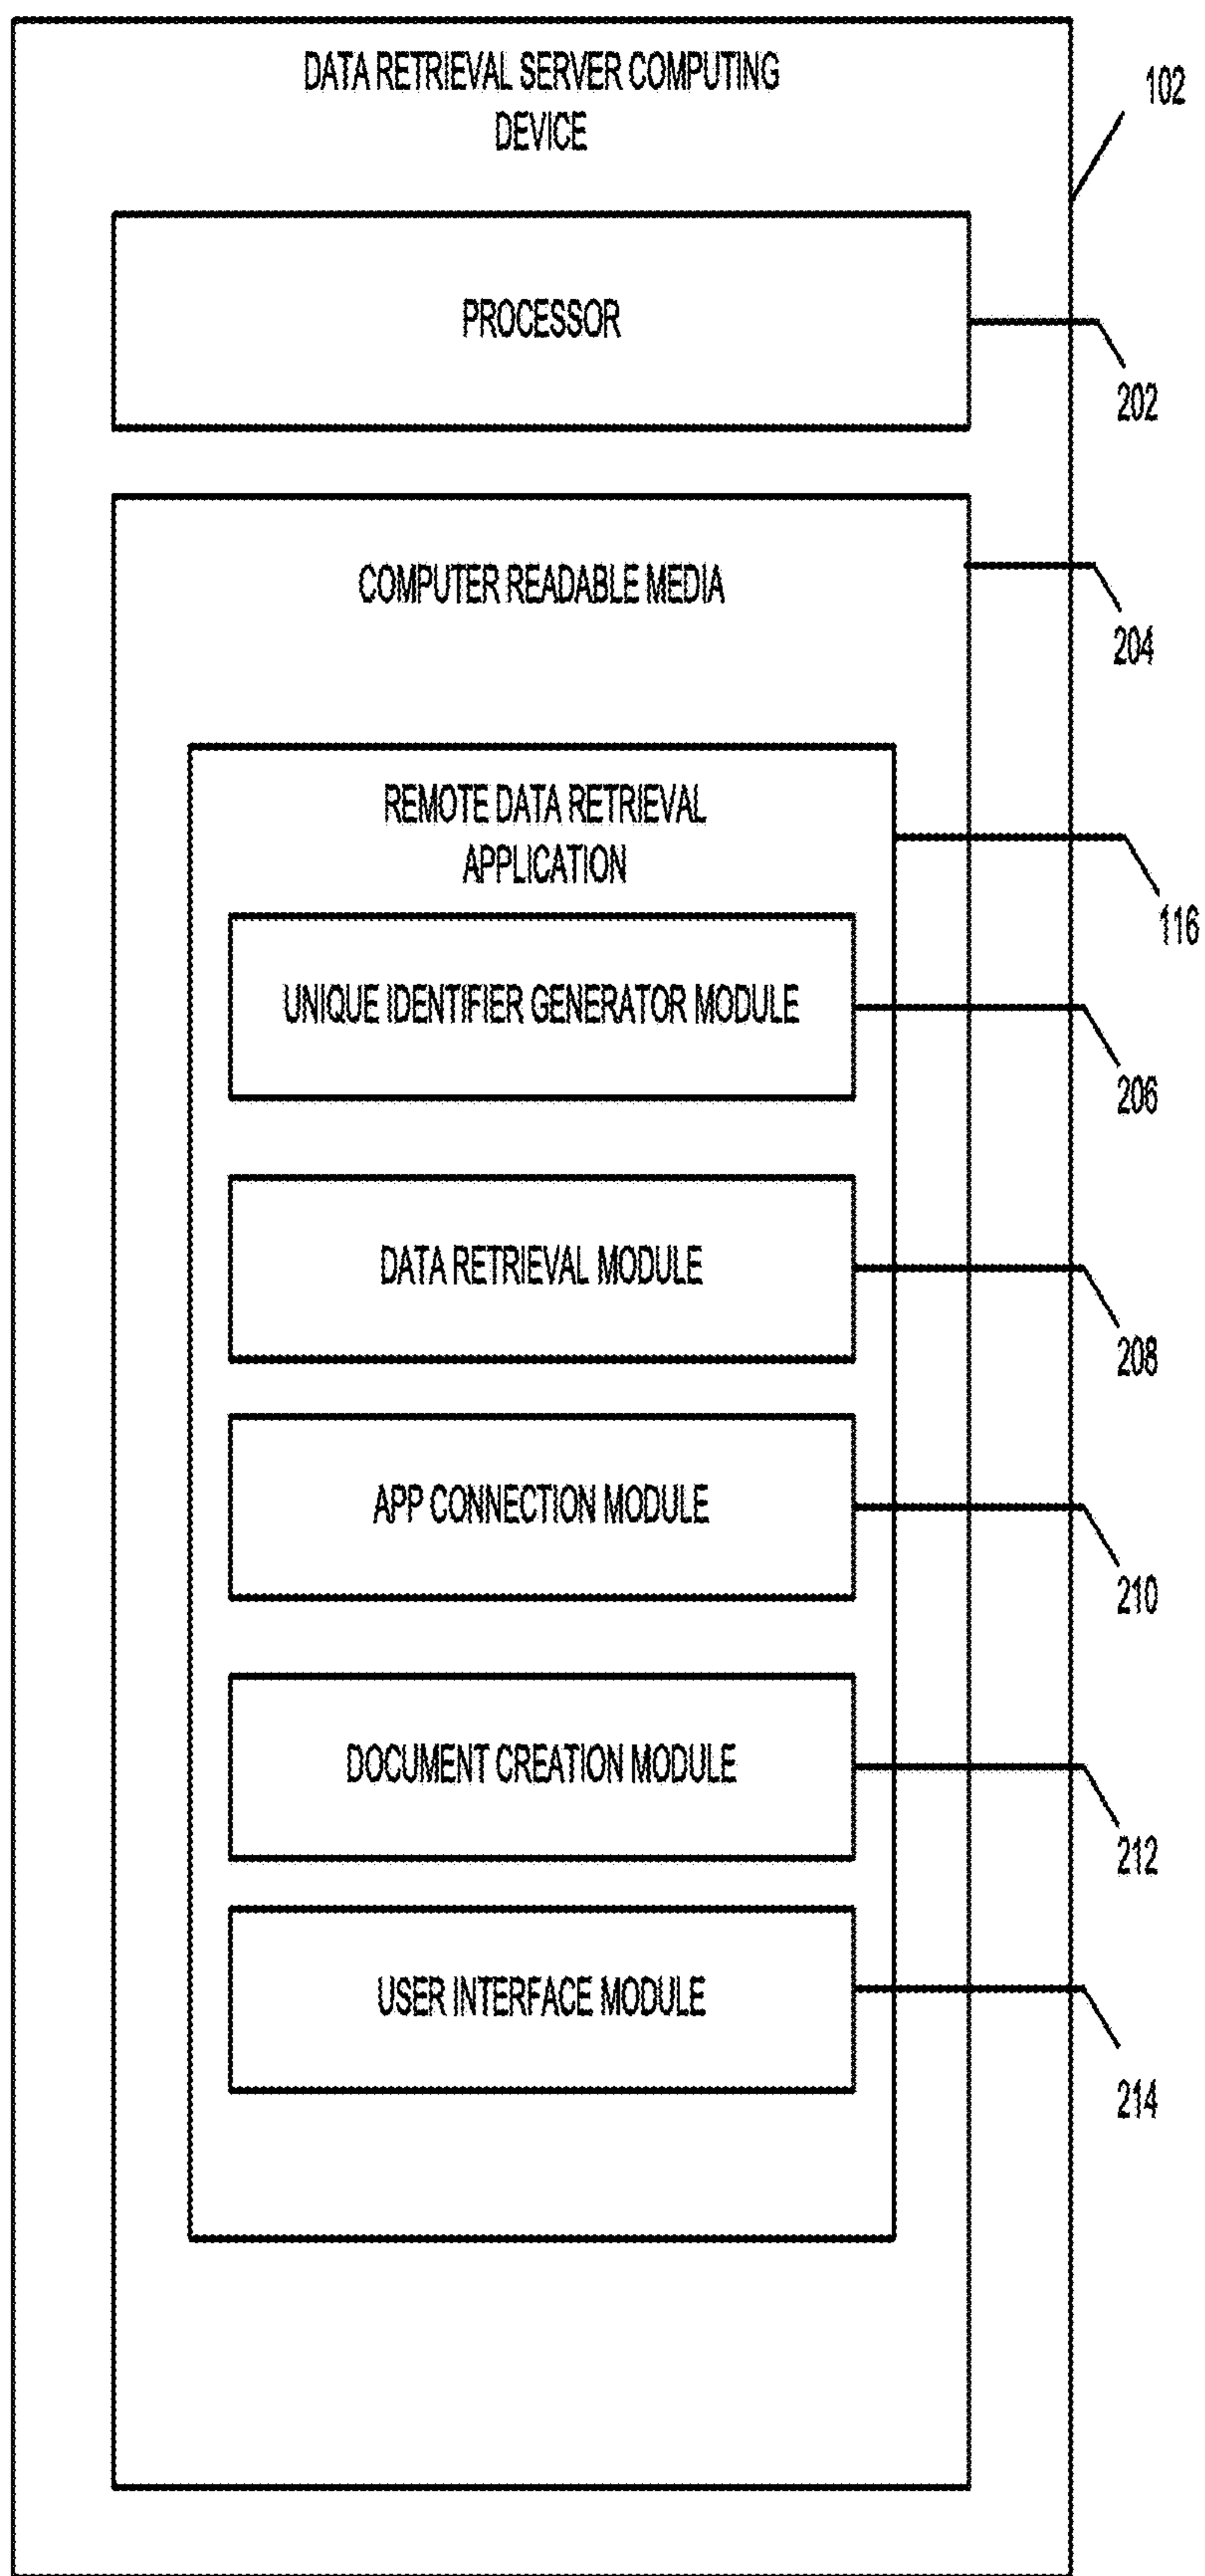 DATA RETRIEVAL SERVER COMPUTING
DEVICE
102
PROCESSOR
202
COMPUTER READABLE MEDIA
204
REMOTE DATA RETRIEVAL
APPLICATION
116
UNIQUE IDENTIFIER GENERATOR MODULE
206
DATA RETRIEVAL MODULE
208
APP CONNECTION MODULE
210
DOCUMENT CREATION MODULE
212
USER INTERFACE MODULE
214